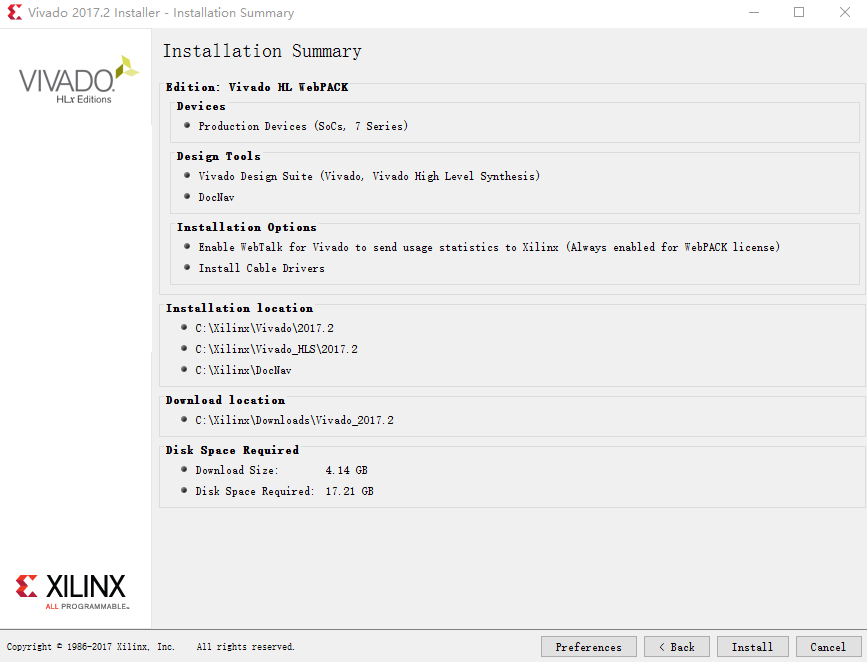 Vivado 2017.2 Installer - Installation Summary
VIVADO.
HLx Editions
Installation Summary
Edition: Vivado HL WebPACK
Devices
Production Devices (SoCs, 7 Series)
Design Tools
Vivado Design Suite (Vivado, Vivado High Level Synthesis)
DocNav
Installation Options
Enable WebTalk for Vivado to send usage statistics to Xilinx (Always enabled for WebPACK license)
Install Cable Drivers
Installation location
C:\Xilinx\Vivado\2017.2
C:\Xilinx\Vivado_HLS\2017.2
C:\Xilinx\DocNav
Download location
C:\Xilinx\Downloads\Vivado_2017.2
Disk Space Required
Download Size: 4.14 GB
Disk Space Required: 17.21 GB
XILINX
ALL PROGRAMMABLE™
Copyright © 1986-2017 Xilinx, Inc. All rights reserved.
Preferences
< Back
Install
Cancel